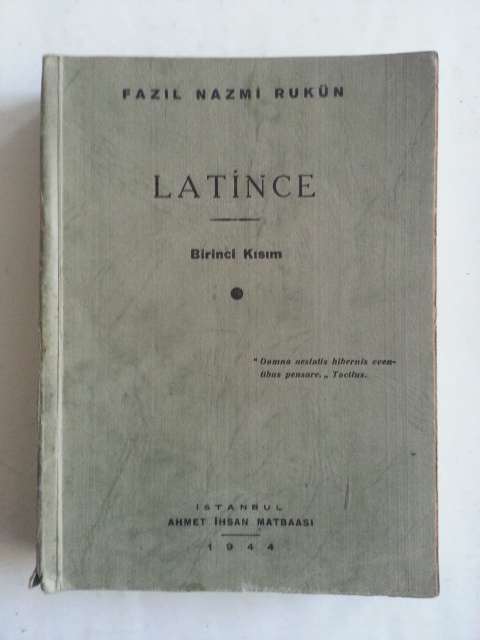 FAZIL NAZMİ RUKÜN
LATİNCE
Birinci Kısım
“ Damna aestatis hibernis even-
tibus pensare. „ Tacitus.
İSTANBUL
AHMET İHSAN MATBAASI
1944